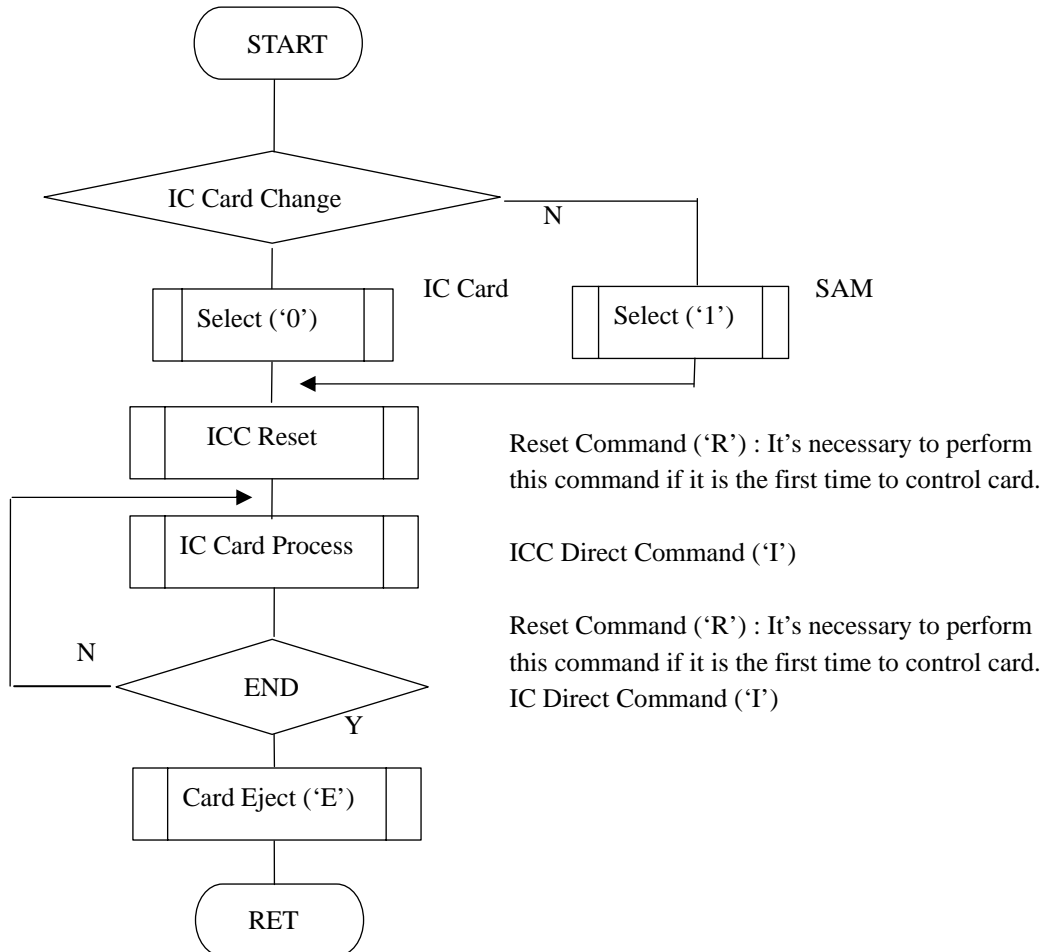 START
IC Card Change
N
IC Card
SAM
Select (‘0’)
Select (‘1’)
ICC Reset
Reset Command (‘R’) : It's necessary to perform
this command if it is the first time to control card.
IC Card Process
ICC Direct Command (‘I’)
Reset Command (‘R’) : It's necessary to perform
this command if it is the first time to control card.
IC Direct Command (‘I’)
N
END
Y
Card Eject (‘E’)
RET